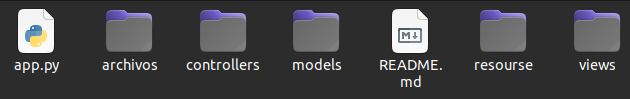 app.py
archivos
controllers
models
README.
md
resourse
views